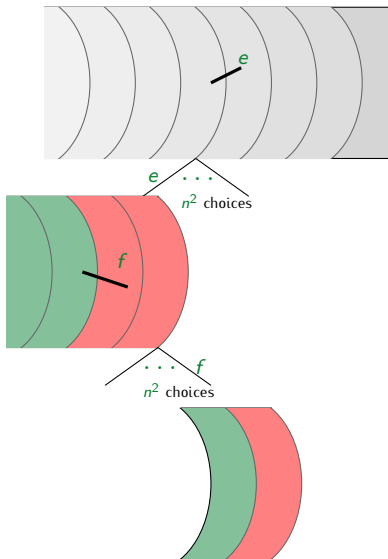 e
e ...
n² choices
f
... f
n² choices